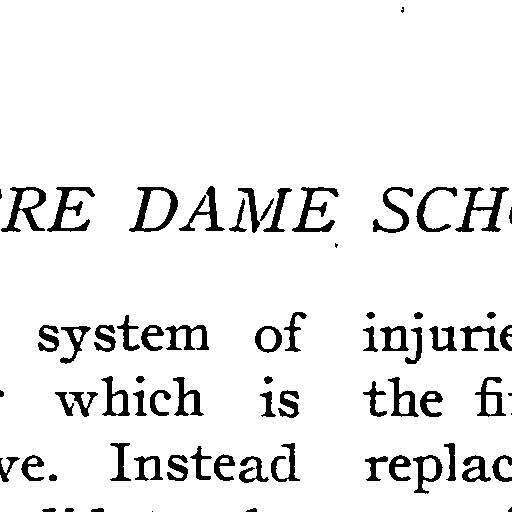 RE DAME SCH
system of
which is
ve. Instead
injurie
the fi
replac